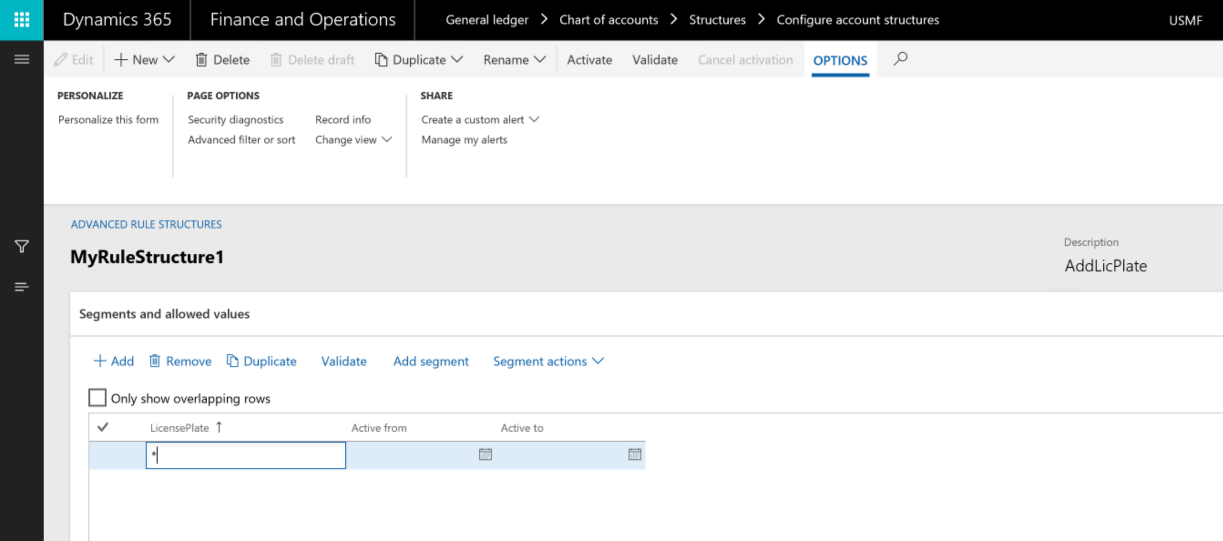 Dynamics 365 Finance and Operations General ledger > Chart of accounts > Structures > Configure account structures USMF
Edit + New Delete Delete draft Duplicate Rename Activate Validate Cancel activation OPTIONS
PERSONALIZE PAGE OPTIONS SHARE
Personalize this form Security diagnostics Record info Create a custom alert
Advanced filter or sort Change view Manage my alerts
ADVANCED RULE STRUCTURES
MyRuleStructure1
Description
AddLicPlate
Segments and allowed values
+ Add Remove Duplicate Validate Add segment Segment actions
Only show overlapping rows
LicensePlate ↑ Active from Active to
*